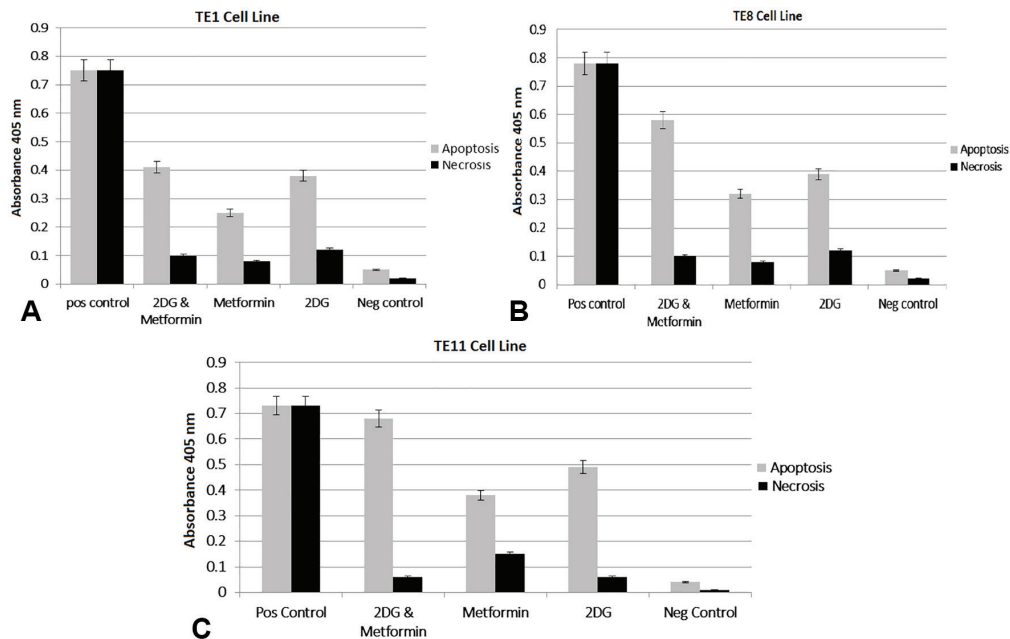 TE1 Cell Line
0.9
0.8
0.7
0.6
0.5
0.4
0.3
0.2
0.1
0
Absorbance 405 nm
Apoptosis
Necrosis
pos control
2DG &
Metformin
Metformin
2DG
Neg control
A
TE8 Cell Line
0.9
0.8
0.7
0.6
0.5
0.4
0.3
0.2
0.1
0
Absorbance 405 nm
Apoptosis
Necrosis
Pos control
2DG &
Metformin
Metformin
2DG
Neg control
B
TE11 Cell Line
0.9
0.8
0.7
0.6
0.5
0.4
0.3
0.2
0.1
0
Absorbance 405 nm
Apoptosis
Necrosis
Pos Control
2DG &
Metformin
Metformin
2DG
Neg Control
C